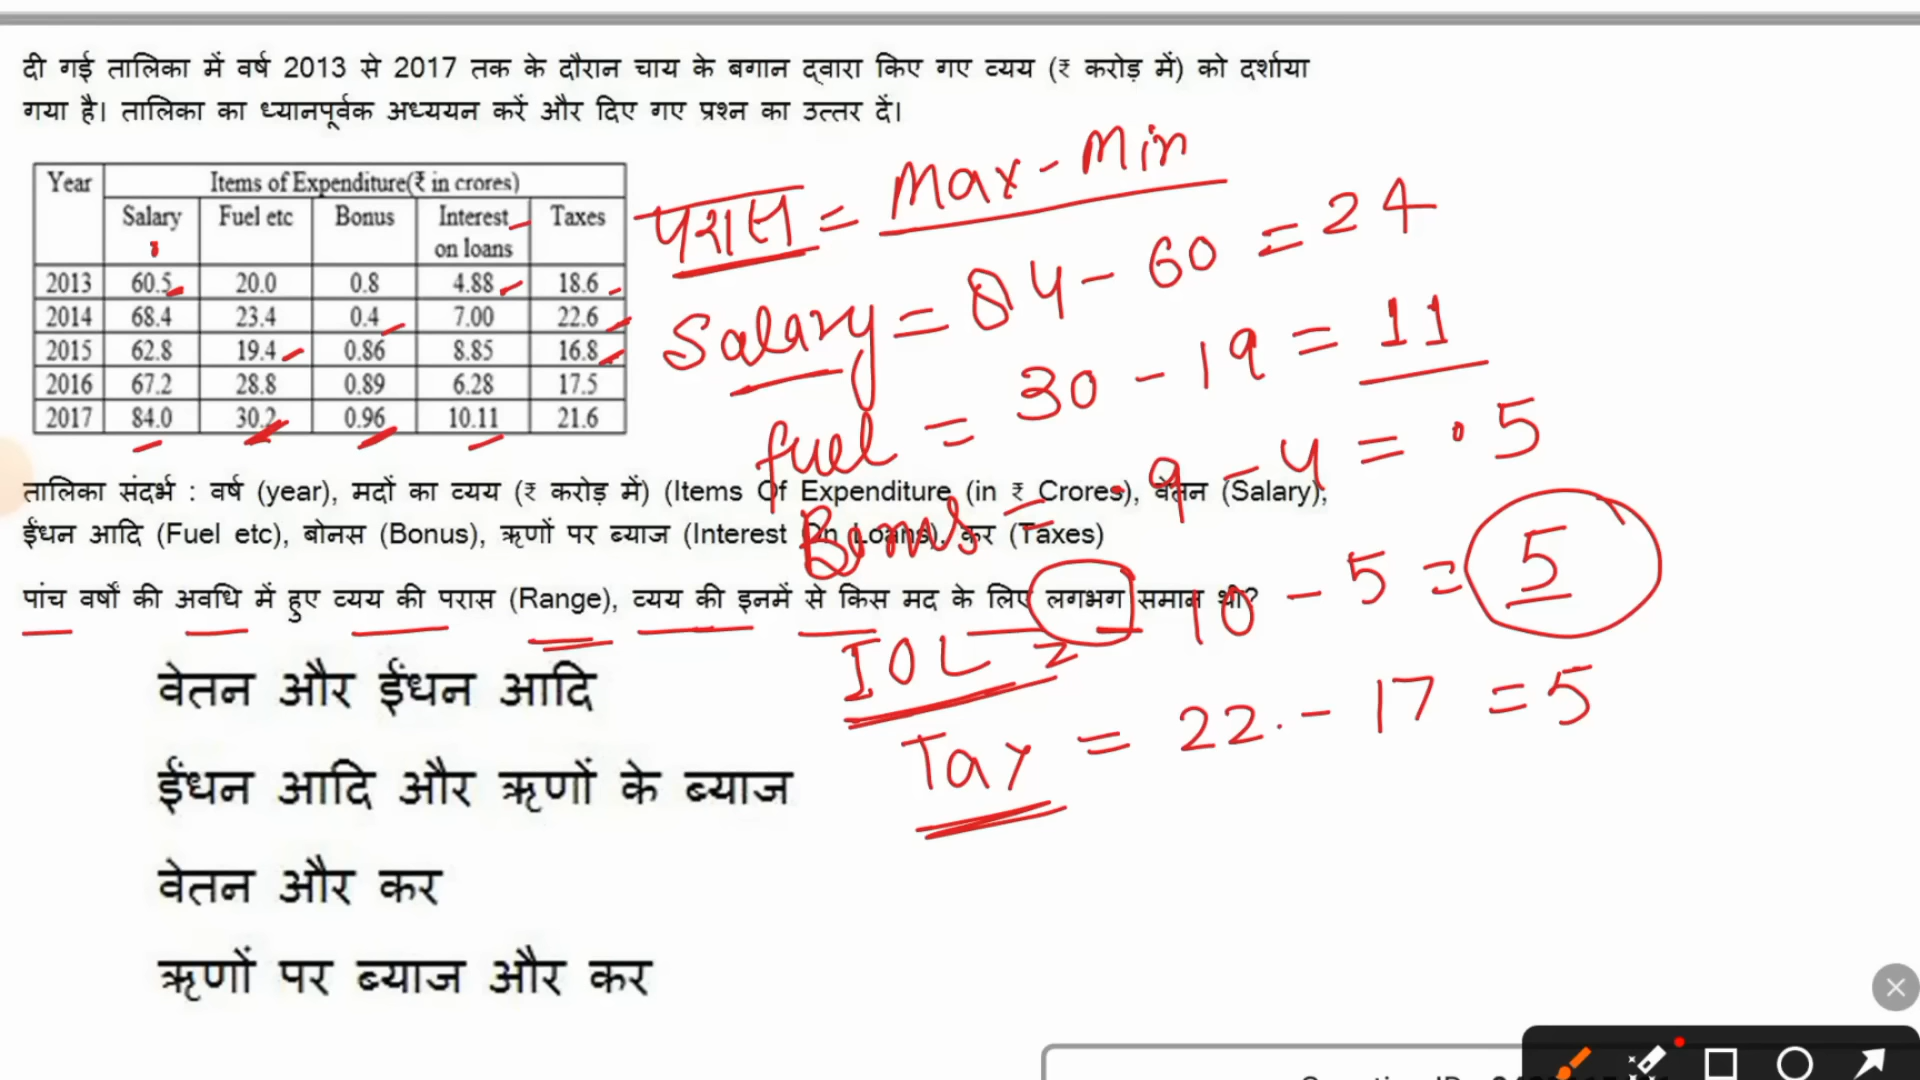 दी गई तालिका में वर्ष 2013 से 2017 तक के दौरान चाय के बगान द्वारा किए गए व्यय (₹ करोड़ में) को दर्शाया
गया है। तालिका का ध्यानपूर्वक अध्ययन करें और दिए गए प्रश्न का उत्तर दें।
Year Items of Expenditure(₹ in crores)
Salary Fuel etc Bonus Interest on loans Taxes
2013 60.5 20.0 0.8 4.88 18.6
2014 68.4 23.4 0.4 7.00 22.6
2015 62.8 19.4 0.86 8.85 16.8
2016 67.2 28.8 0.89 6.28 17.5
2017 84.0 30.2 0.96 10.11 21.6
परास = Max - Min
Salary = 84 - 60 = 24
fuel = 30 - 19 = 11
Bonus = .9 - 4 = .5
IOL = 10 - 5 = 5
Tax = 22. - 17 = 5
तालिका संदर्भ : वर्ष (year), मदों का व्यय (₹ करोड़ में) (Items Of Expenditure (in ₹ Crores), वेतन (Salary),
ईंधन आदि (Fuel etc), बोनस (Bonus), ऋणों पर ब्याज (Interest On Loans), कर (Taxes)
पांच वर्षों की अवधि में हुए व्यय की परास (Range), व्यय की इनमें से किस मद के लिए लगभग समान थी?
वेतन और ईंधन आदि
ईंधन आदि और ऋणों के ब्याज
वेतन और कर
ऋणों पर ब्याज और कर